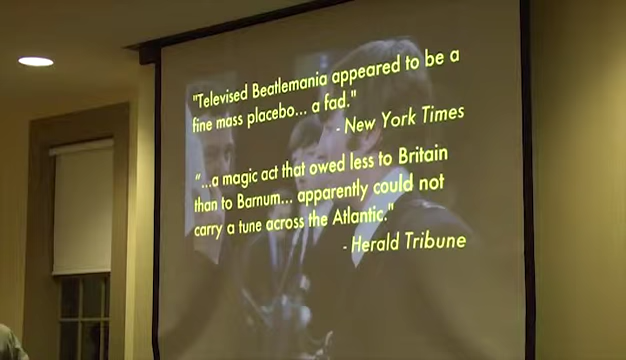 "Televised Beatlemania appeared to be a
fine mass placebo... a fad."
- New York Times
"...a magic act that owed less to Britain
than to Barnum... apparently could not
carry a tune across the Atlantic."
- Herald Tribune